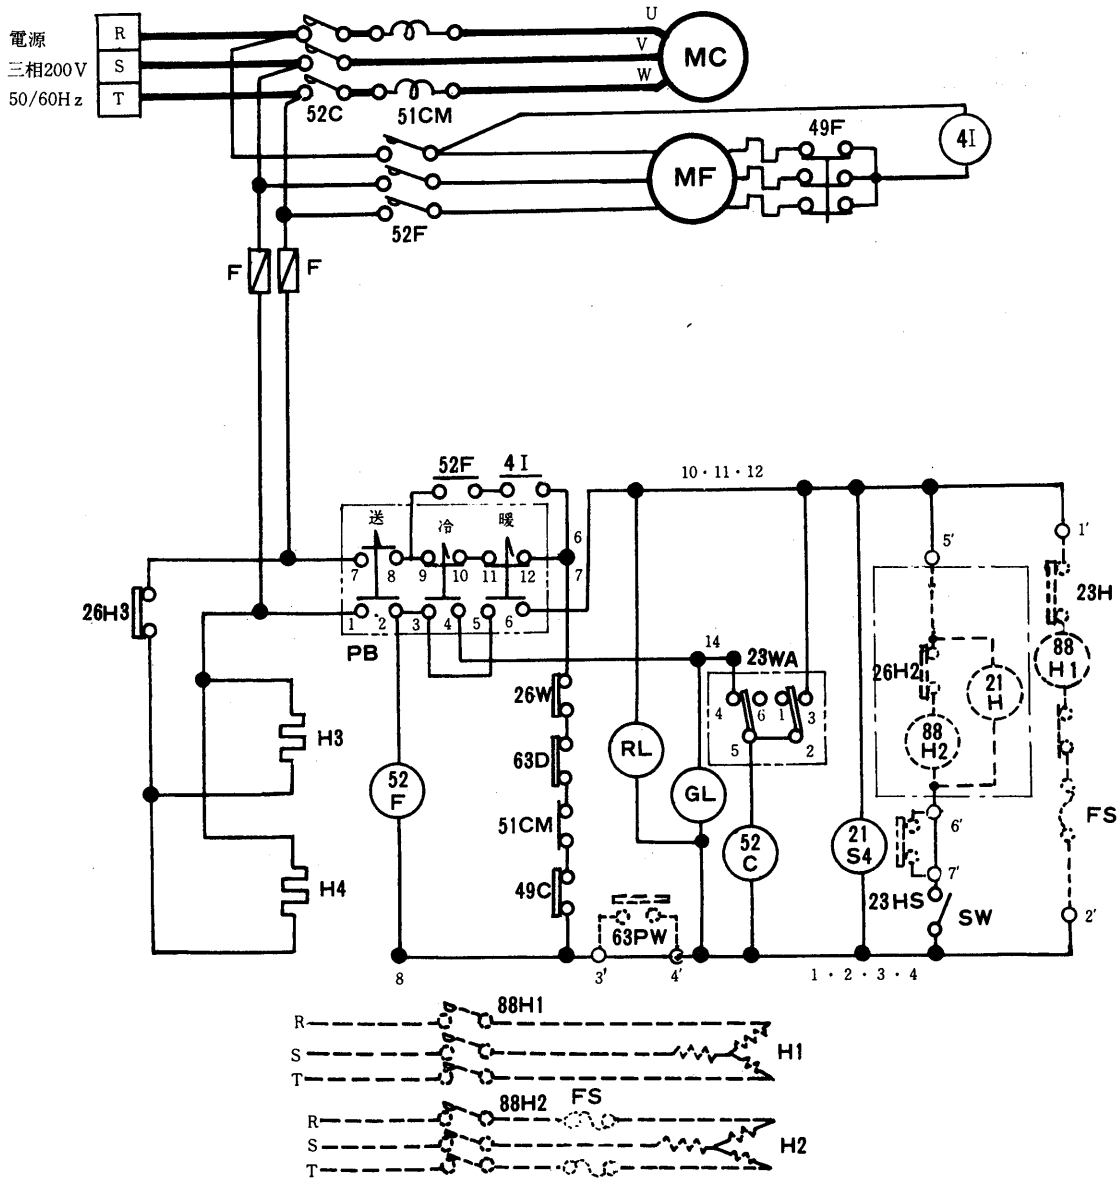 電源
三相200V
50/60Hz
R
S
T
U
V
W
MC
52C
51CM
49F
4I
MF
52F
F
F
52F
4I
10・11・12
送
冷
暖
6
7
7
8
9
10
11
12
1
2
3
4
5
6
PB
26H3
5'
1'
23H
88
H1
26H2
21
H
88
H2
14
23WA
4
6
1
3
5
2
26W
63D
51CM
49C
RL
GL
52
F
52
C
21
S4
H3
H4
6'
7'
23HS
SW
FS
2'
63PW
8
3'
4'
1・2・3・4
R
S
T
88H1
H1
R
S
T
88H2
FS
H2